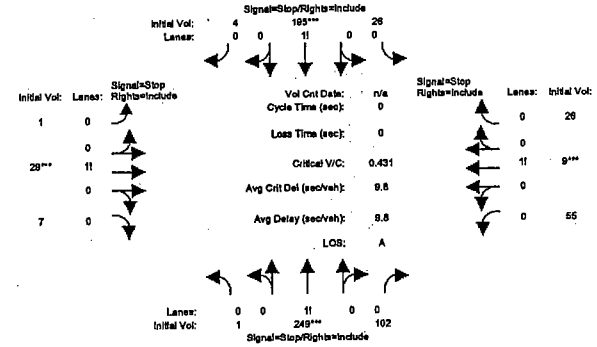 Signal=Stop/Rights=Include
Initial Vol: 4 195*** 26
Lanes: 0 0 1! 0 0
Signal=Stop
Initial Vol: Lanes: Rights=Include
Vol Cnt Date: n/a
Signal=Stop
Rights=Include Lanes: Initial Vol:
Cycle Time (sec): 0
1 0
0 26
Loss Time (sec): 0
0
0
28*** 1!
Critical V/C: 0.431
1! 9***
0
Avg Crit Del (sec/veh): 9.8
0
7 0
Avg Delay (sec/veh): 9.8
0 55
LOS: A
Lanes: 0 0 1! 0 0
Initial Vol: 1 249*** 102
Signal=Stop/Rights=Include